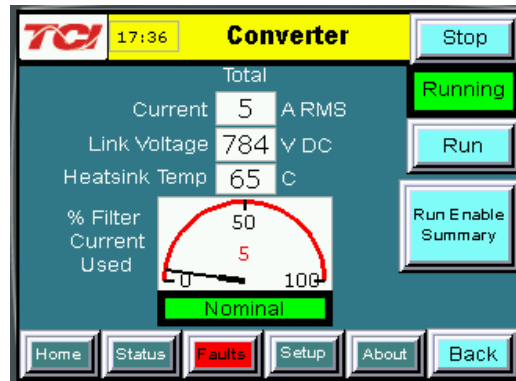 TCI 17:36 Converter Stop
Total
Running
Current 5 A RMS
Link Voltage 784 V DC
Run
Heatsink Temp 65 C
% Filter
Current
Used
50
5
0 100
Run Enable
Summary
Nominal
Home Status Faults Setup About Back